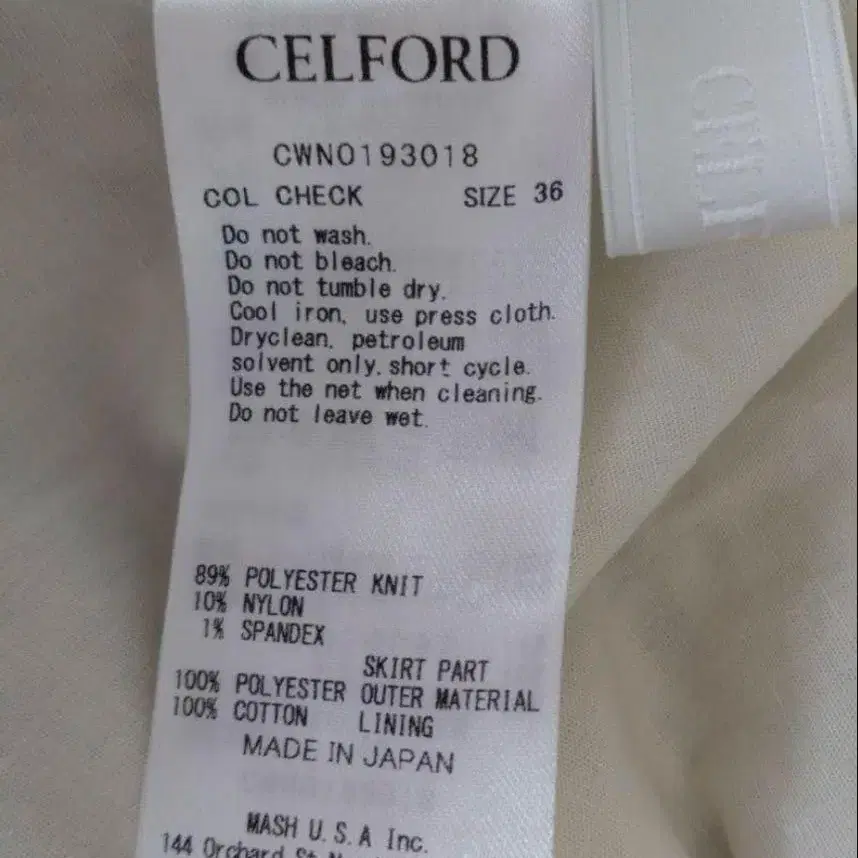 CELFORD
CWNO193018
COL CHECK SIZE 36
Do not wash.
Do not bleach.
Do not tumble dry.
Cool iron, use press cloth.
Dryclean, petroleum
solvent only, short cycle.
Use the net when cleaning.
Do not leave wet.
89% POLYESTER KNIT
10% NYLON
1% SPANDEX
SKIRT PART
100% POLYESTER OUTER MATERIAL
100% COTTON LINING
MADE IN JAPAN
MASH U.S.A Inc.
144 Orchard St